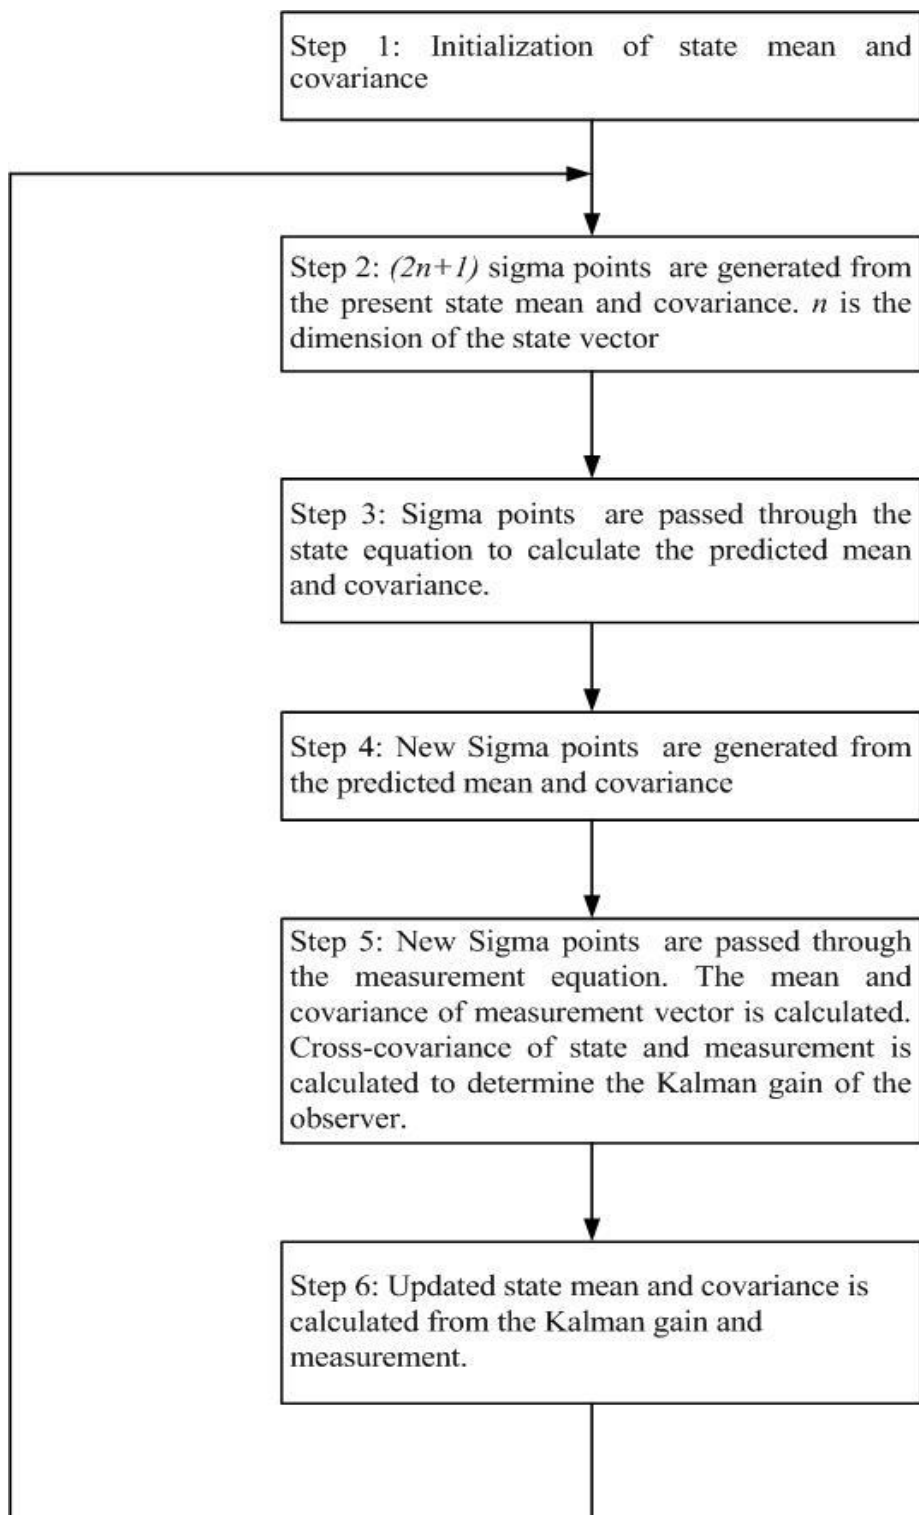 Step 1: Initialization of state mean and
covariance
Step 2: (2n+1) sigma points are generated from
the present state mean and covariance. n is the
dimension of the state vector
Step 3: Sigma points are passed through the
state equation to calculate the predicted mean
and covariance.
Step 4: New Sigma points are generated from
the predicted mean and covariance
Step 5: New Sigma points are passed through
the measurement equation. The mean and
covariance of measurement vector is calculated.
Cross-covariance of state and measurement is
calculated to determine the Kalman gain of the
observer.
Step 6: Updated state mean and covariance is
calculated from the Kalman gain and
measurement.